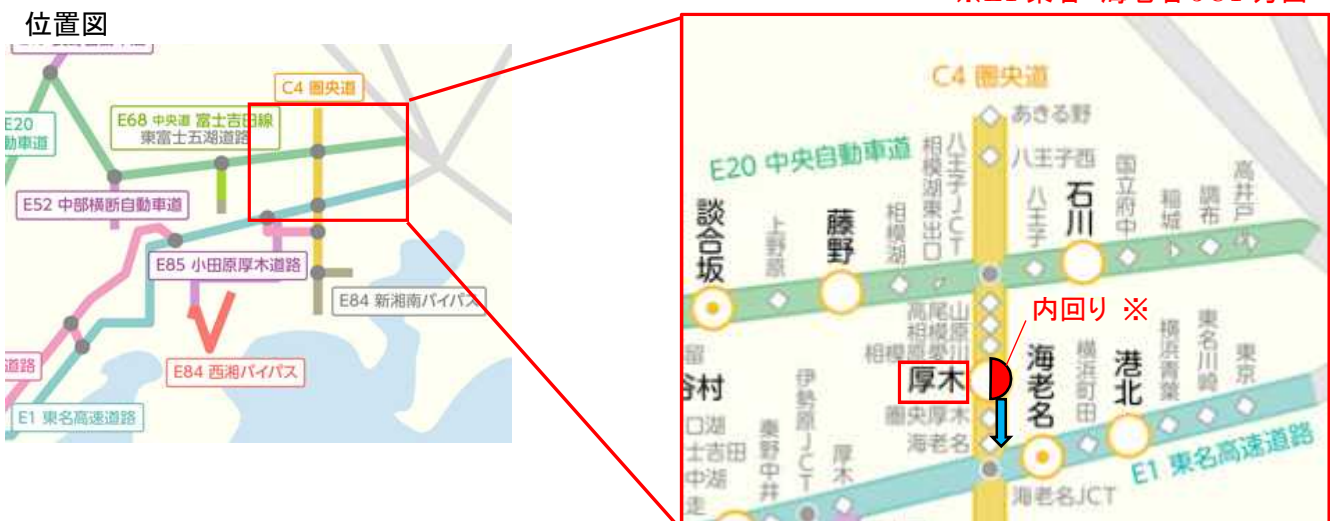 位置図
C4 圏央道
E68 中央道 富士吉田線
東富士五湖道路
E20
動車道
E52 中部横断自動車道
E85 小田原厚木道路
E84 新湘南バイパス
E84 西湘バイパス
道路
E1 東名高速道路
C4 圏央道
あきる野
八王子西
E20 中央自動車道
談合坂
上野原
藤野
相模湖
相模湖東出口
八王子JCT
八王子
石川
国立府中
稲城
調布
高井戸
高尾山
相模原
相模原愛川
厚木
圏央厚木
海老名
内回り ※
海老名
横浜町田
港北
横浜青葉
東名川崎
東京
留
谷村
口湖
士吉田
中湖
走
秦野中井
伊勢原JCT
厚木
海老名JCT
E1 東名高速道路